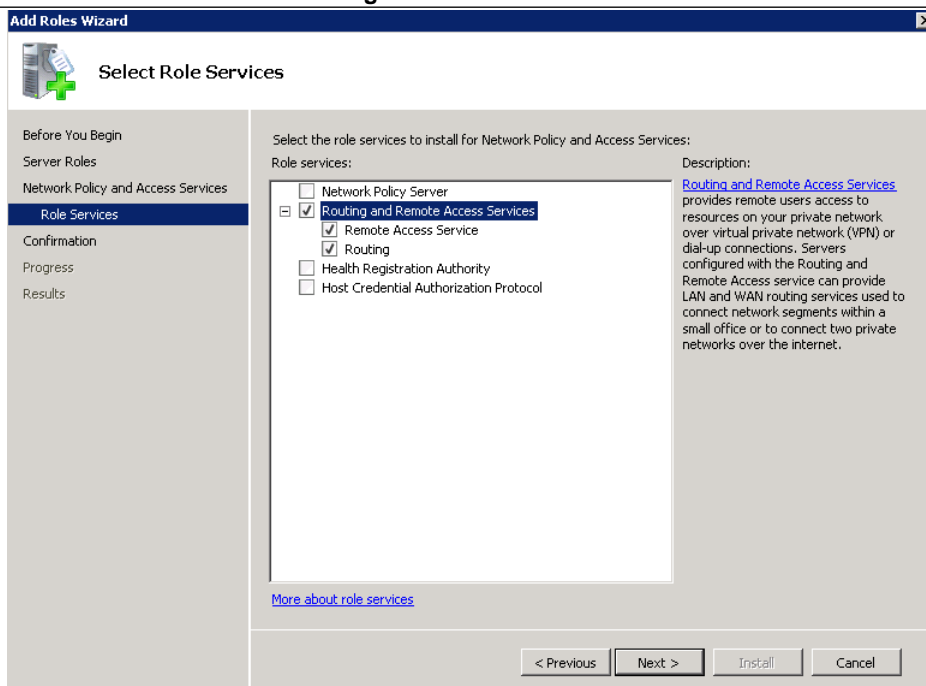 Add Roles Wizard
Select Role Services
Before You Begin
Server Roles
Network Policy and Access Services
Role Services
Confirmation
Progress
Results
Select the role services to install for Network Policy and Access Services:
Role services:
Network Policy Server
Routing and Remote Access Services
Remote Access Service
Routing
Health Registration Authority
Host Credential Authorization Protocol
More about role services
Description:
Routing and Remote Access Services
provides remote users access to
resources on your private network
over virtual private network (VPN) or
dial-up connections. Servers
configured with the Routing and
Remote Access service can provide
LAN and WAN routing services used to
connect network segments within a
small office or to connect two private
networks over the internet.
< Previous
Next >
Install
Cancel